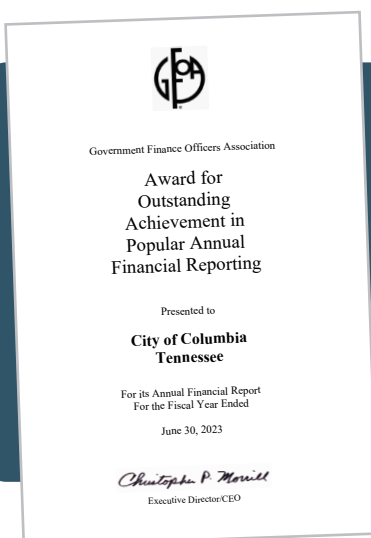 GFOA
Government Finance Officers Association
Award for
Outstanding
Achievement in
Popular Annual
Financial Reporting
Presented to
City of Columbia
Tennessee
For its Annual Financial Report
For the Fiscal Year Ended
June 30, 2023
Christopher P. Morrill
Executive Director/CEO